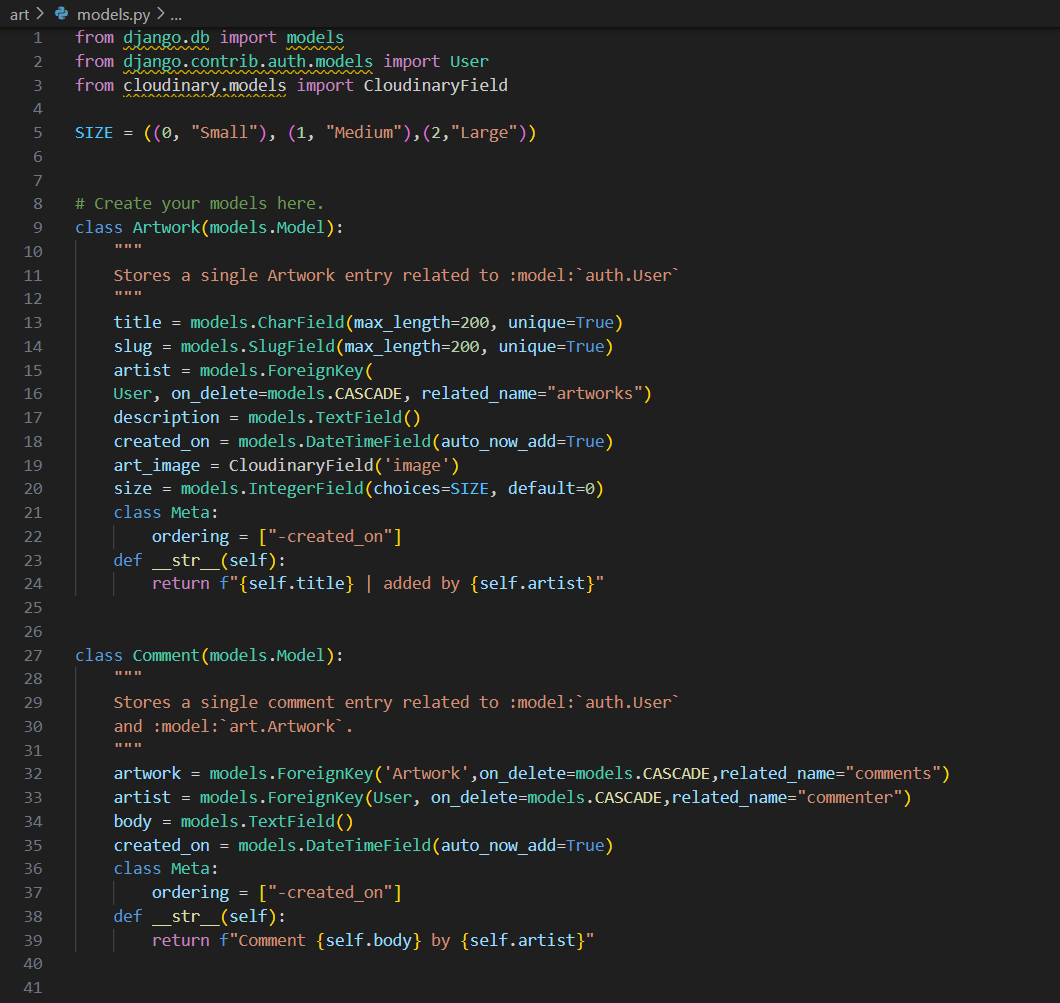 art > models.py > ...
1 from django.db import models
2 from django.contrib.auth.models import User
3 from cloudinary.models import CloudinaryField
4
5 SIZE = ((0, "Small"), (1, "Medium"),(2,"Large"))
6
7
8 # Create your models here.
9 class Artwork(models.Model):
10     """
11     Stores a single Artwork entry related to :model:`auth.User`
12     """
13     title = models.CharField(max_length=200, unique=True)
14     slug = models.SlugField(max_length=200, unique=True)
15     artist = models.ForeignKey(
16     User, on_delete=models.CASCADE, related_name="artworks")
17     description = models.TextField()
18     created_on = models.DateTimeField(auto_now_add=True)
19     art_image = CloudinaryField('image')
20     size = models.IntegerField(choices=SIZE, default=0)
21     class Meta:
22         ordering = ["-created_on"]
23     def __str__(self):
24         return f"{self.title} | added by {self.artist}"
25
26
27 class Comment(models.Model):
28     """
29     Stores a single comment entry related to :model:`auth.User`
30     and :model:`art.Artwork`.
31     """
32     artwork = models.ForeignKey('Artwork',on_delete=models.CASCADE,related_name="comments")
33     artist = models.ForeignKey(User, on_delete=models.CASCADE,related_name="commenter")
34     body = models.TextField()
35     created_on = models.DateTimeField(auto_now_add=True)
36     class Meta:
37         ordering = ["-created_on"]
38     def __str__(self):
39         return f"Comment {self.body} by {self.artist}"
40
41